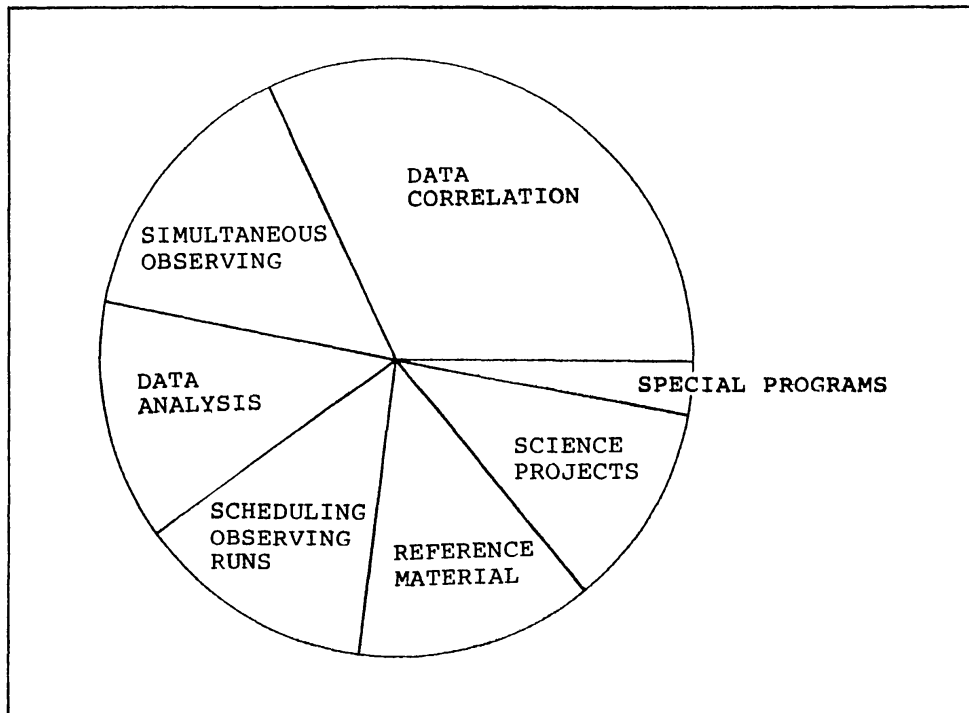 DATA
CORRELATION
SIMULTANEOUS
OBSERVING
DATA
ANALYSIS
SPECIAL PROGRAMS
SCIENCE
PROJECTS
SCHEDULING
OBSERVING
RUNS
REFERENCE
MATERIAL